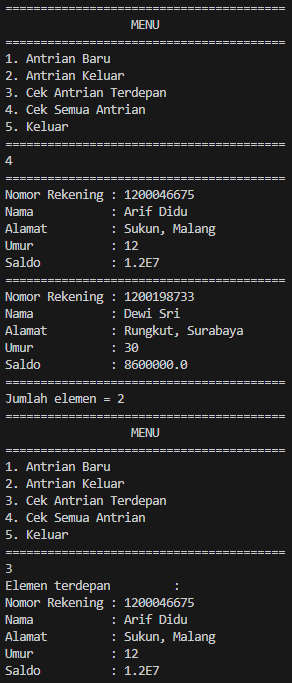 ========================================
MENU
========================================
1. Antrian Baru
2. Antrian Keluar
3. Cek Antrian Terdepan
4. Cek Semua Antrian
5. Keluar
========================================
4
========================================
Nomor Rekening : 1200046675
Nama           : Arif Didu
Alamat         : Sukun, Malang
Umur           : 12
Saldo          : 1.2E7
========================================
Nomor Rekening : 1200198733
Nama           : Dewi Sri
Alamat         : Rungkut, Surabaya
Umur           : 30
Saldo          : 8600000.0
========================================
Jumlah elemen = 2
========================================
MENU
========================================
1. Antrian Baru
2. Antrian Keluar
3. Cek Antrian Terdepan
4. Cek Semua Antrian
5. Keluar
========================================
3
Elemen terdepan         :
Nomor Rekening : 1200046675
Nama           : Arif Didu
Alamat         : Sukun, Malang
Umur           : 12
Saldo          : 1.2E7